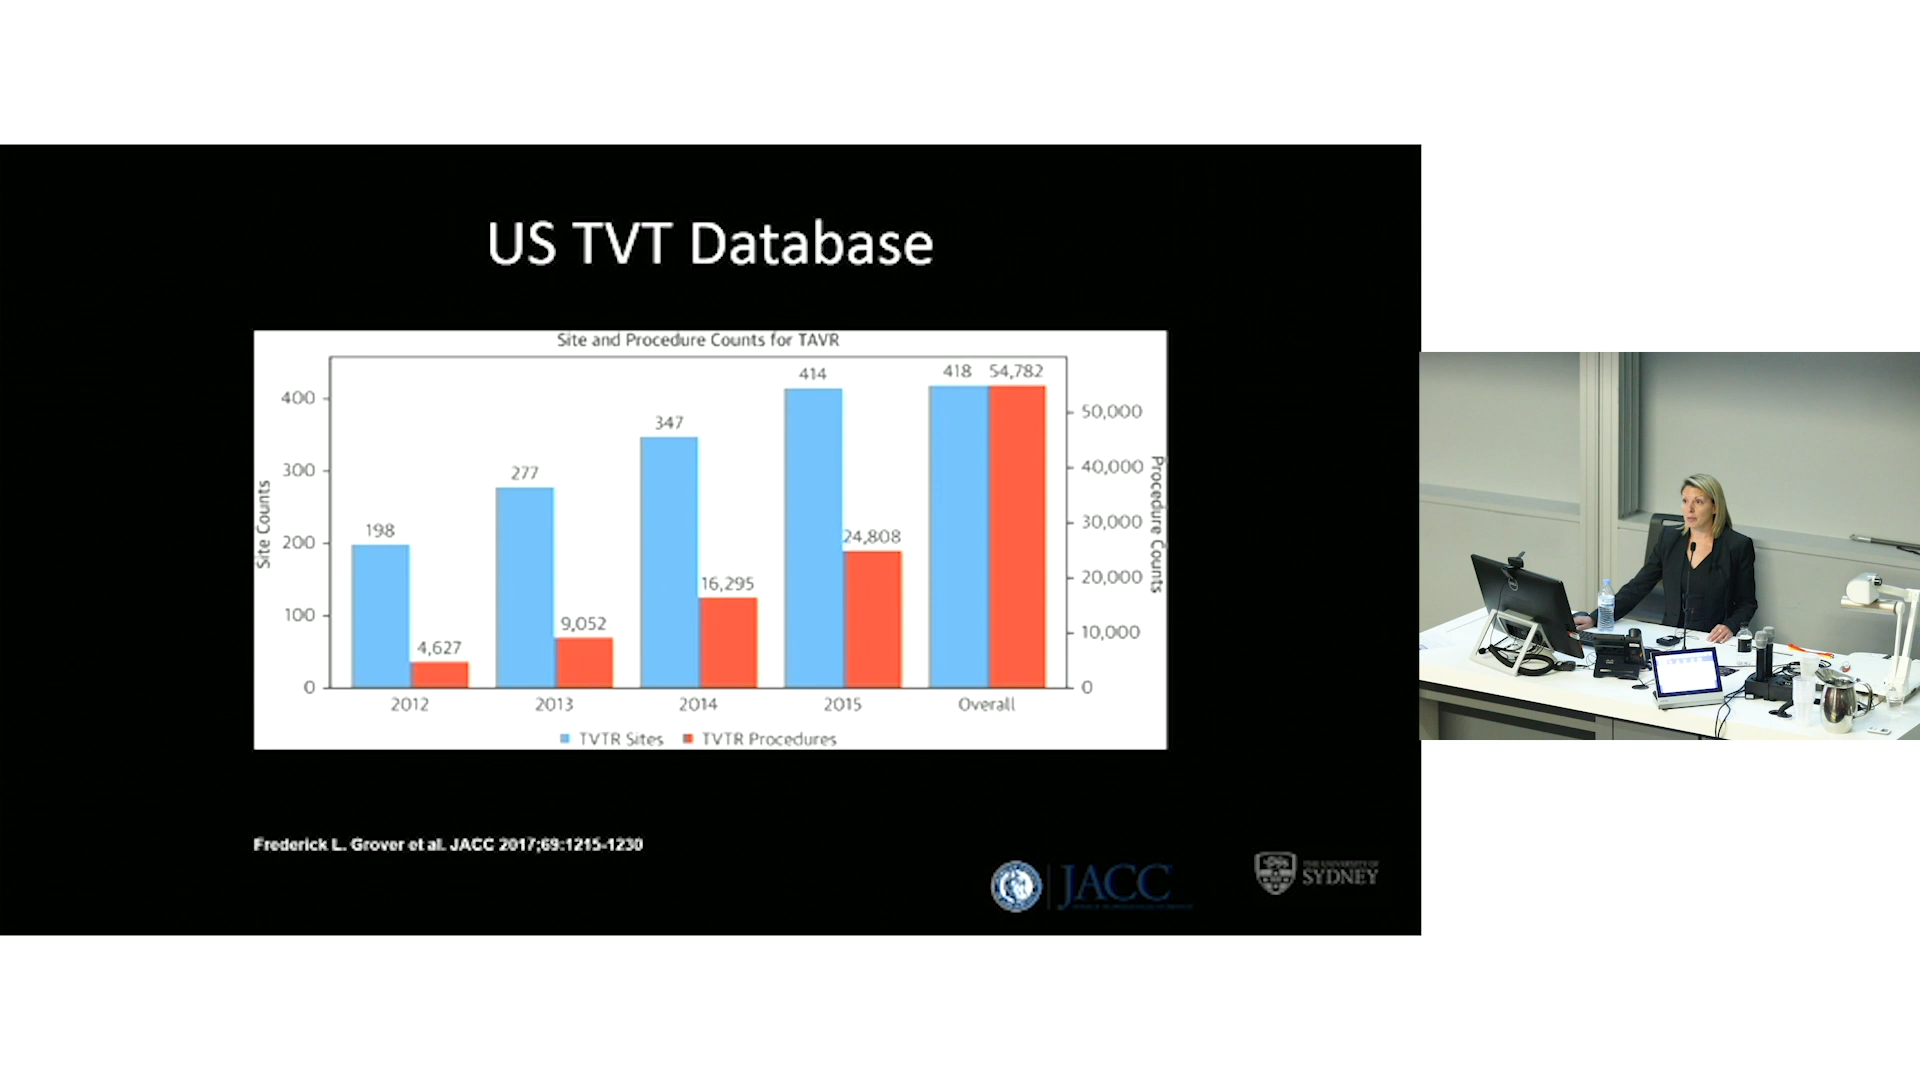 US TVT Database
Site and Procedure Counts for TAVR
Site Counts
400
300
200
100
0
198
4,627
277
9,052
347
16,295
414
24,808
418 54,782
50,000
40,000
30,000
20,000
10,000
0
Procedure Counts
2012 2013 2014 2015 Overall
TVTR Sites TVTR Procedures
Frederick L. Grover et al. JACC 2017;69:1215-1230
JACC
THE UNIVERSITY OF
SYDNEY